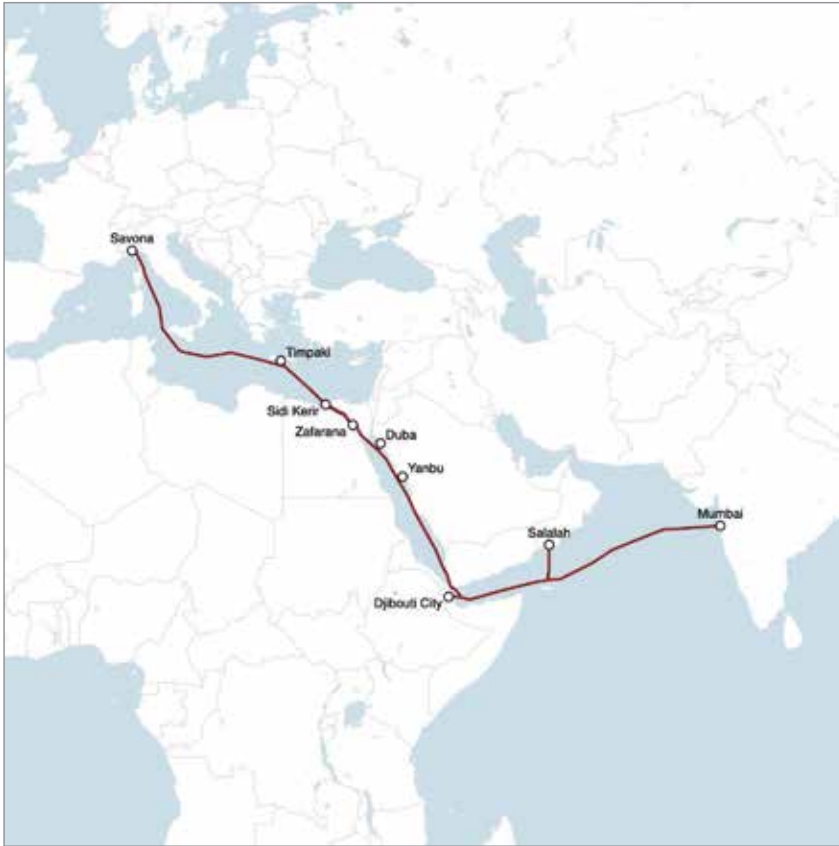 Savona
Timpaki
Sidi Kerir
Zafarana
Duba
Yanbu
Mumbai
Salalah
Djibouti City